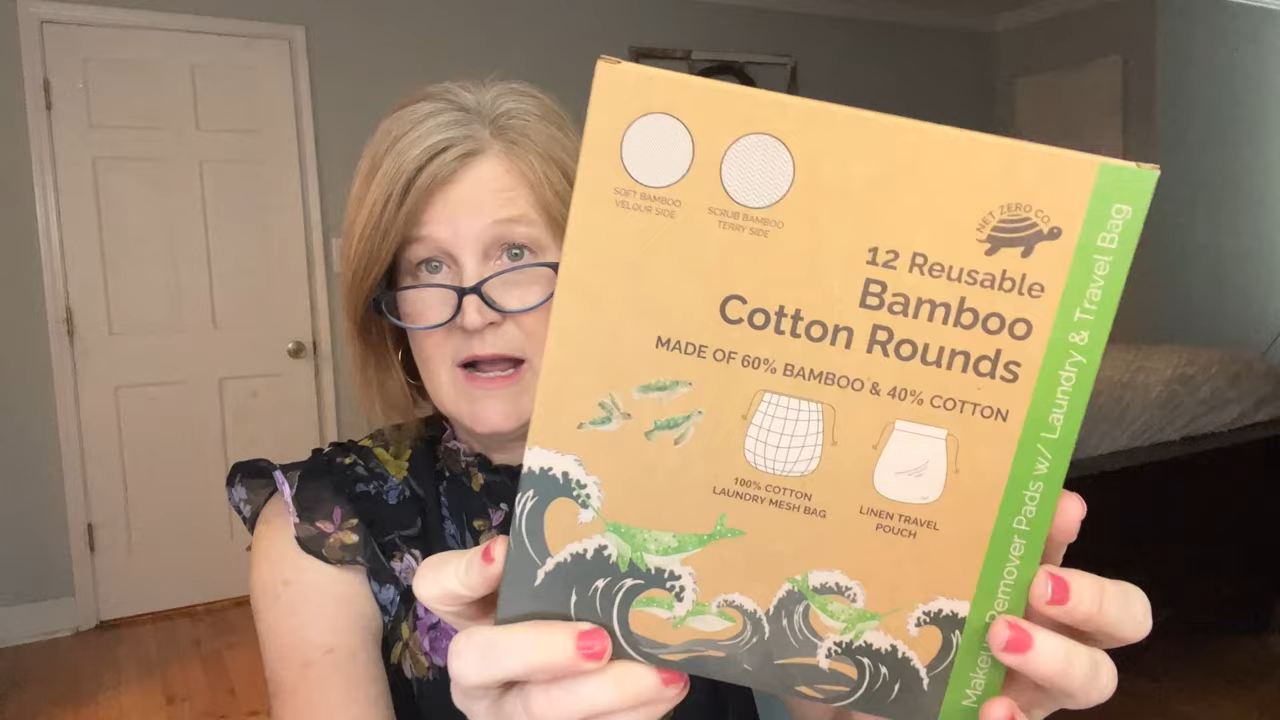 SOFT BAMBOO
VELOUR SIDE
SCRUB BAMBOO
TERRY SIDE
NET ZERO CO.
12 Reusable
Bamboo
Cotton Rounds
MADE OF 60% BAMBOO & 40% COTTON
100% COTTON
LAUNDRY MESH BAG
LINEN TRAVEL
POUCH
Makeup Remover Pads w/ Laundry & Travel Bag